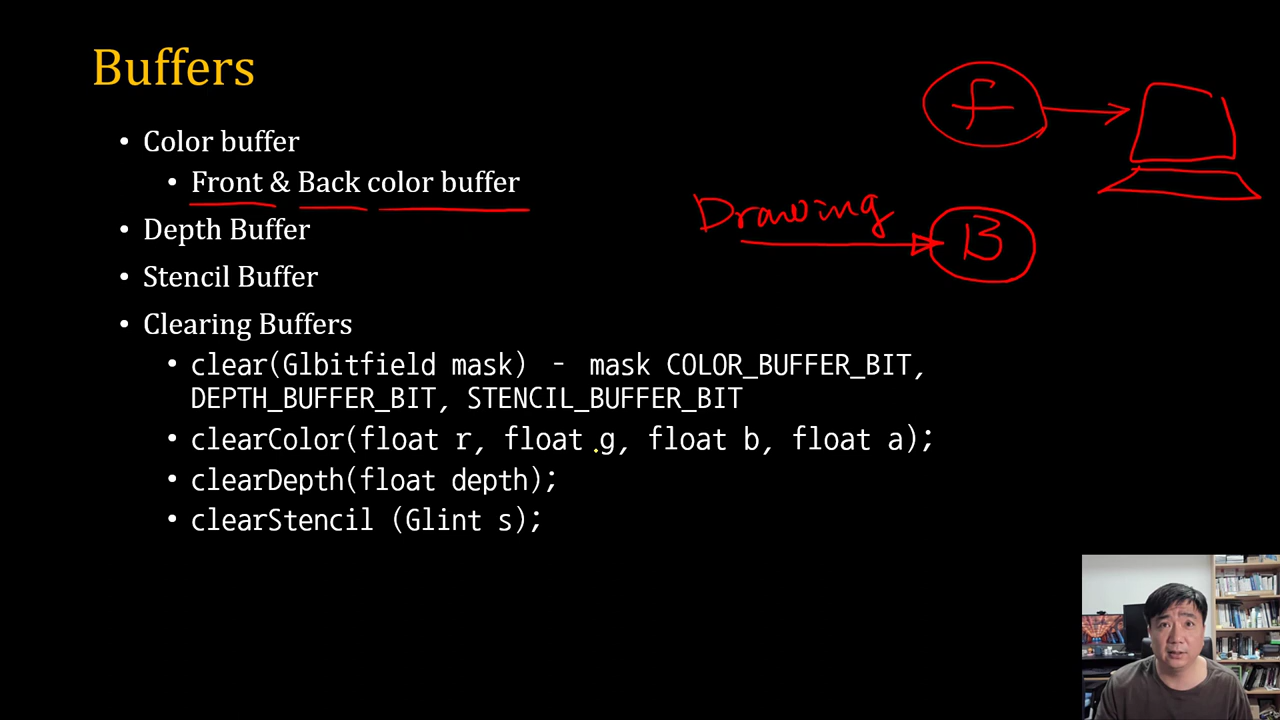 Buffers
• Color buffer
• Front & Back color buffer
• Depth Buffer
• Stencil Buffer
• Clearing Buffers
• clear(Glbitfield mask) - mask COLOR_BUFFER_BIT,
DEPTH_BUFFER_BIT, STENCIL_BUFFER_BIT
• clearColor(float r, float g, float b, float a);
• clearDepth(float depth);
• clearStencil (Glint s);
f
Drawing
B